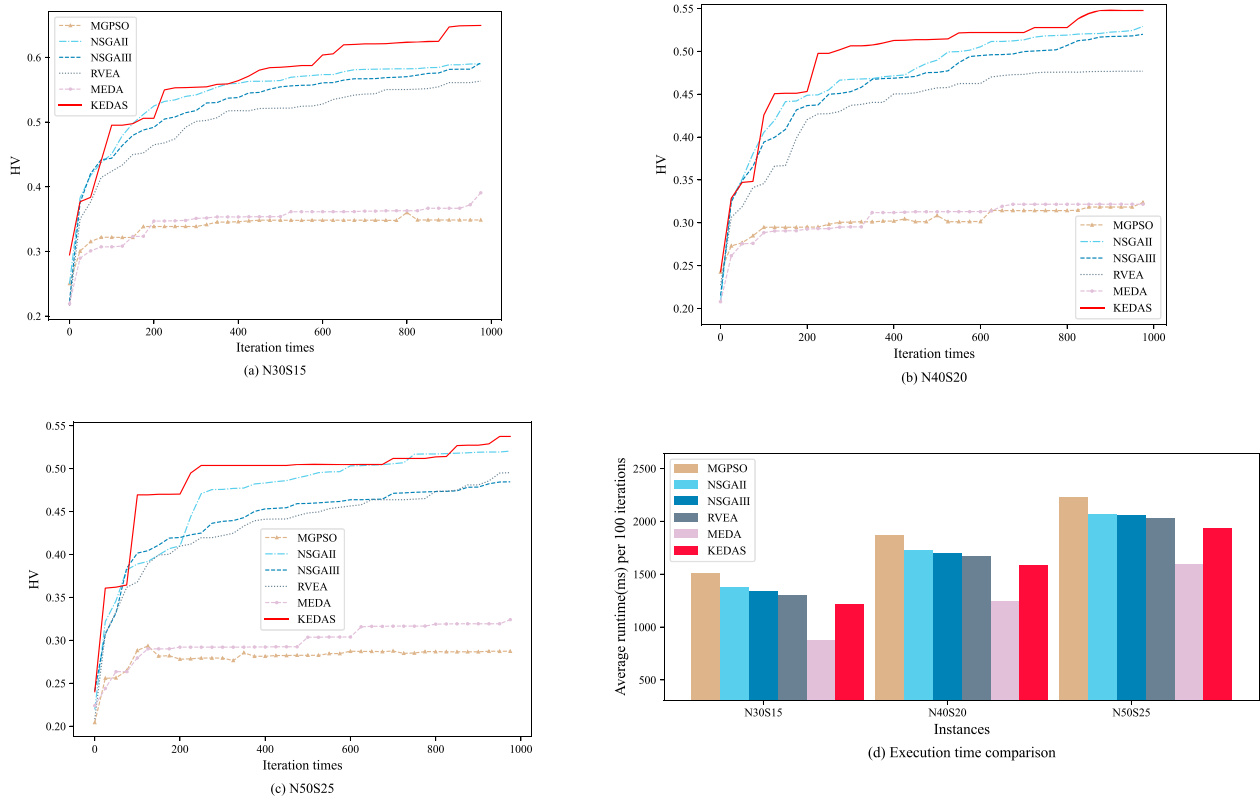 MGPSO
NSGAII
NSGAIII
RVEA
MEDA
KEDAS
HV
0.6
0.5
0.4
0.3
0.2
0 200 400 600 800 1000
Iteration times
(a) N30S15
MGPSO
NSGAII
NSGAIII
RVEA
MEDA
KEDAS
HV
0.55
0.50
0.45
0.40
0.35
0.30
0.25
0.20
0 200 400 600 800 1000
Iteration times
(b) N40S20
MGPSO
NSGAII
NSGAIII
RVEA
MEDA
KEDAS
HV
0.55
0.50
0.45
0.40
0.35
0.30
0.25
0.20
0 200 400 600 800 1000
Iteration times
(c) N50S25
MGPSO
NSGAII
NSGAIII
RVEA
MEDA
KEDAS
Average runtime(ms) per 100 iterations
2500
2000
1500
1000
500
N30S15 N40S20 N50S25
Instances
(d) Execution time comparison